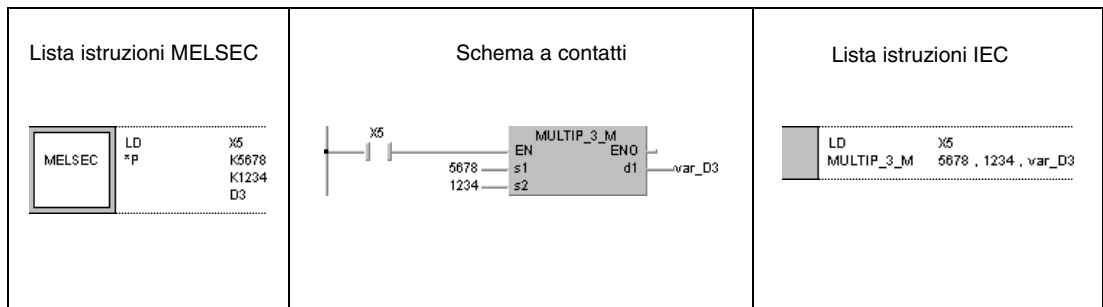 Lista istruzioni MELSEC
MELSEC
LD X5
*P K5678
K1234
D3
Schema a contatti
X5
MULTIP_3_M
EN ENO
5678 s1 d1 var_D3
1234 s2
Lista istruzioni IEC
LD X5
MULTIP_3_M 5678 , 1234 , var_D3